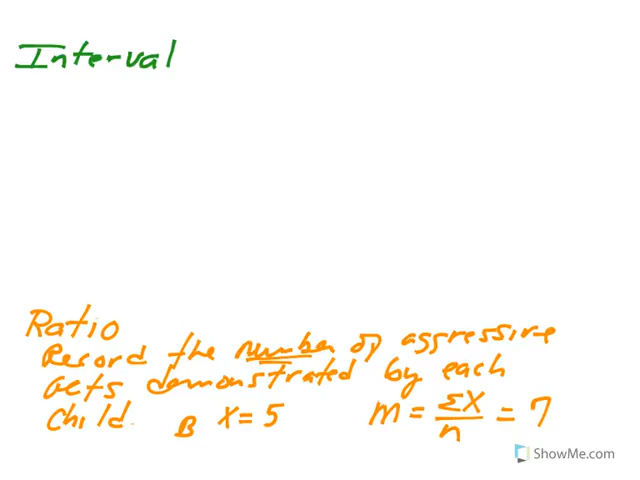 Interval
Ratio
Record the number of aggressive
acts demonstrated by each
child. B X = 5 M = ΣX/n = 7
ShowMe.com